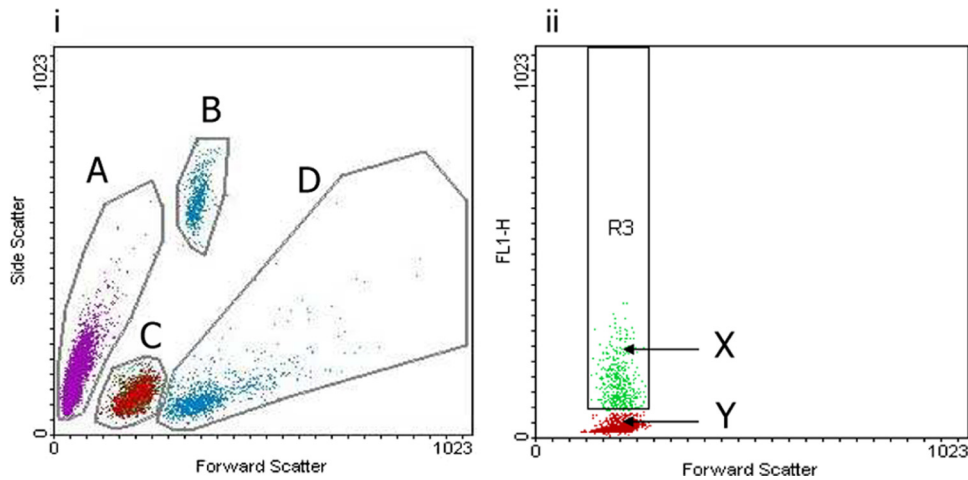 i
1023
Side Scatter
0
A
B
C
D
Forward Scatter
1023
ii
1023
FL1-H
0
R3
X
Y
Forward Scatter
1023